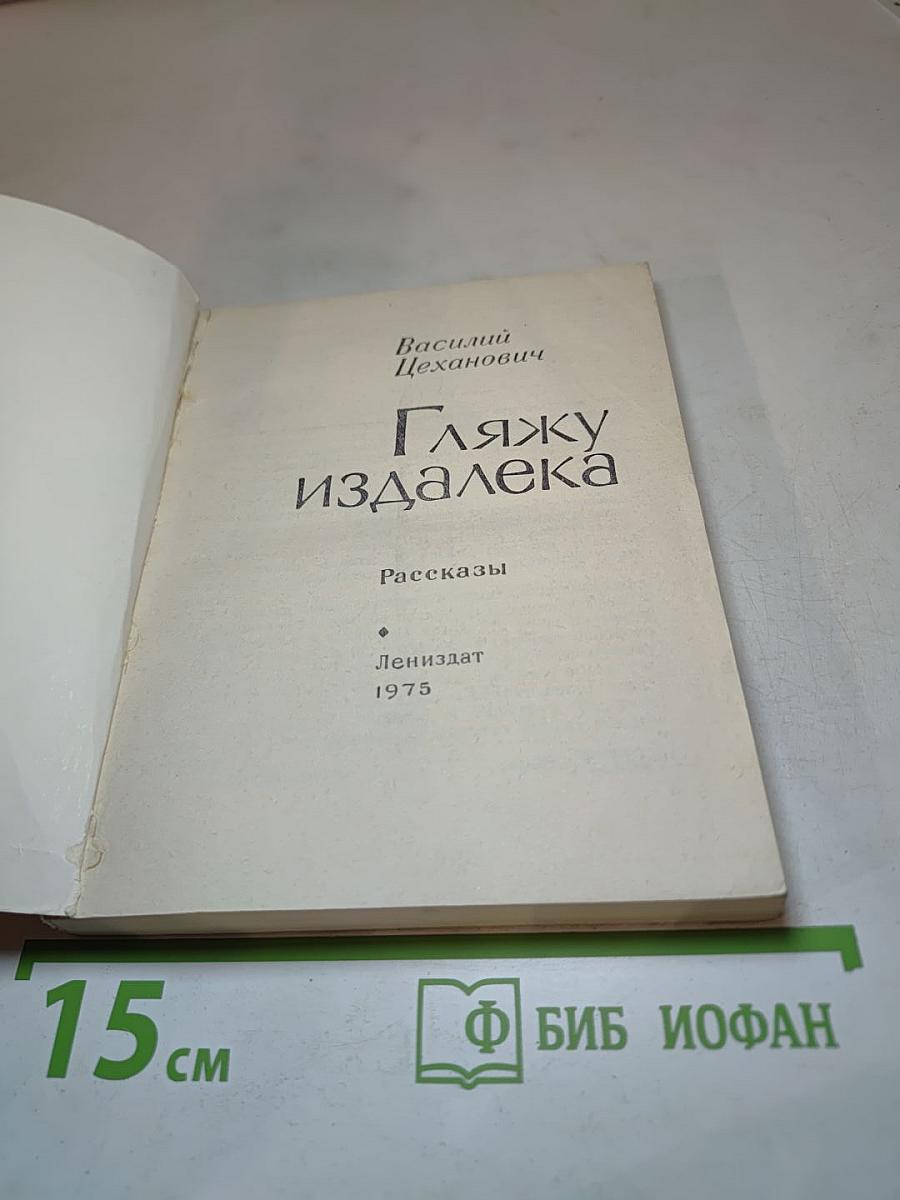 Василий
Цеханович
Гляжу
издалека
Рассказы
Лениздат
1975
15 см
Ф БИБ ИОФАН